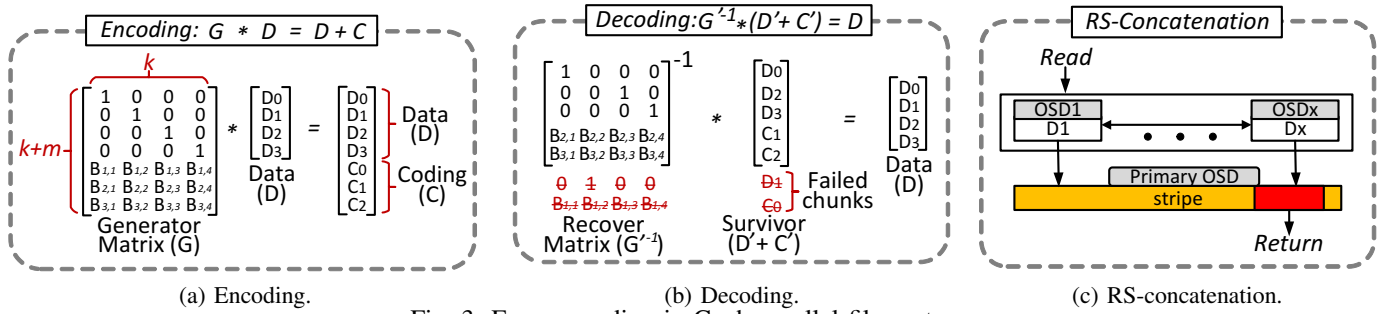 Encoding: G * D = D + C
k
k+m
1 0 0 0
0 1 0 0
0 0 1 0
0 0 0 1
B1,1 B1,2 B1,3 B1,4
B2,1 B2,2 B2,3 B2,4
B3,1 B3,2 B3,3 B3,4
Generator
Matrix (G)
*
D0
D1
D2
D3
Data
(D)
=
D0
D1
D2
D3
C0
C1
C2
Data
(D)
Coding
(C)
(a) Encoding.
Decoding:G'-1*(D'+ C') = D
1 0 0 0
0 0 1 0
0 0 0 1
B2,1 B2,2 B2,3 B2,4
B3,1 B3,2 B3,3 B3,4
-1
0 1 0 0
B1,1 B1,2 B1,3 B1,4
Recover
Matrix (G'-1)
*
D0
D2
D3
C1
C2
D1
C0
Failed
chunks
Survivor
(D'+ C')
=
D0
D1
D2
D3
Data
(D)
(b) Decoding.
RS-Concatenation
Read
OSD1
D1
OSDx
Dx
Primary OSD
stripe
Return
(c) RS-concatenation.